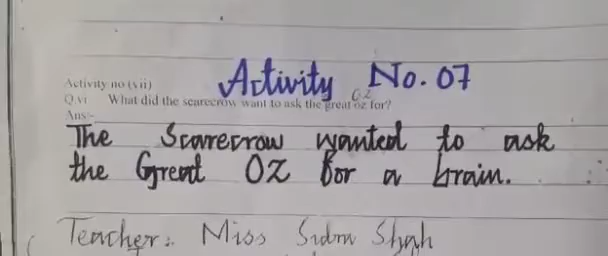 Activity No. 07
Activity no (vii)
Q.vi What did the scarecrow want to ask the great oz for?
OZ
Ans:-
The Scarecrow wanted to ask
the Great OZ for a brain.
Teacher: Miss Sidra Shah